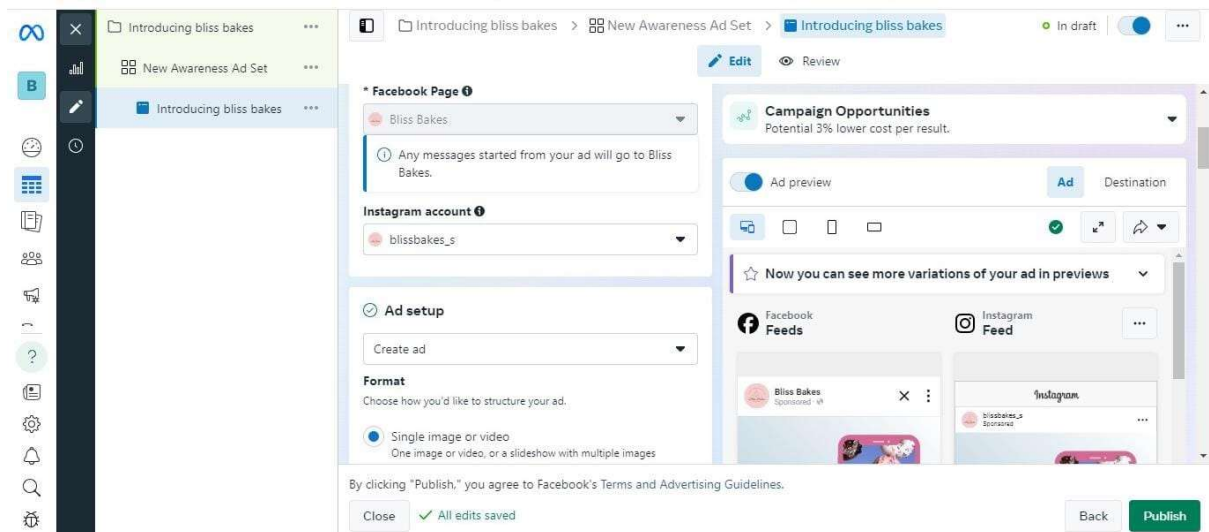 Introducing bliss bakes
New Awareness Ad Set
Introducing bliss bakes
B
?
Introducing bliss bakes > New Awareness Ad Set > Introducing bliss bakes
In draft
Edit
Review
* Facebook Page
Bliss Bakes
Any messages started from your ad will go to Bliss
Bakes.
Instagram account
blissbakes_s
Ad setup
Create ad
Format
Choose how you'd like to structure your ad.
Single image or video
One image or video, or a slideshow with multiple images
Campaign Opportunities
Potential 3% lower cost per result.
Ad preview
Ad
Destination
Now you can see more variations of your ad in previews
Facebook
Feeds
Instagram
Feed
Bliss Bakes
Sponsored
Instagram
blissbakes_s
Sponsored
By clicking "Publish," you agree to Facebook's Terms and Advertising Guidelines.
Close
All edits saved
Back
Publish